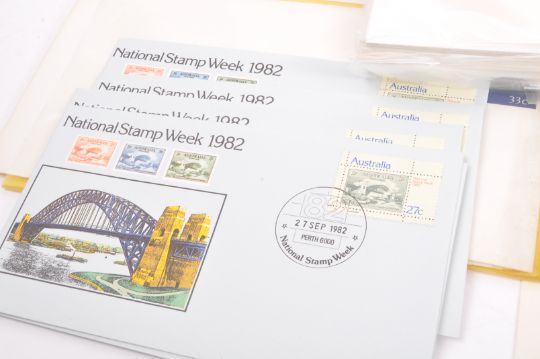 National Stamp Week 1982
Australia
33c
National Stamp Week 1982
Australia
National Stamp Week 1982
Australia
National Stamp Week 1982
Australia
27c
82
27 SEP 1982
PERTH 6000
National Stamp Week